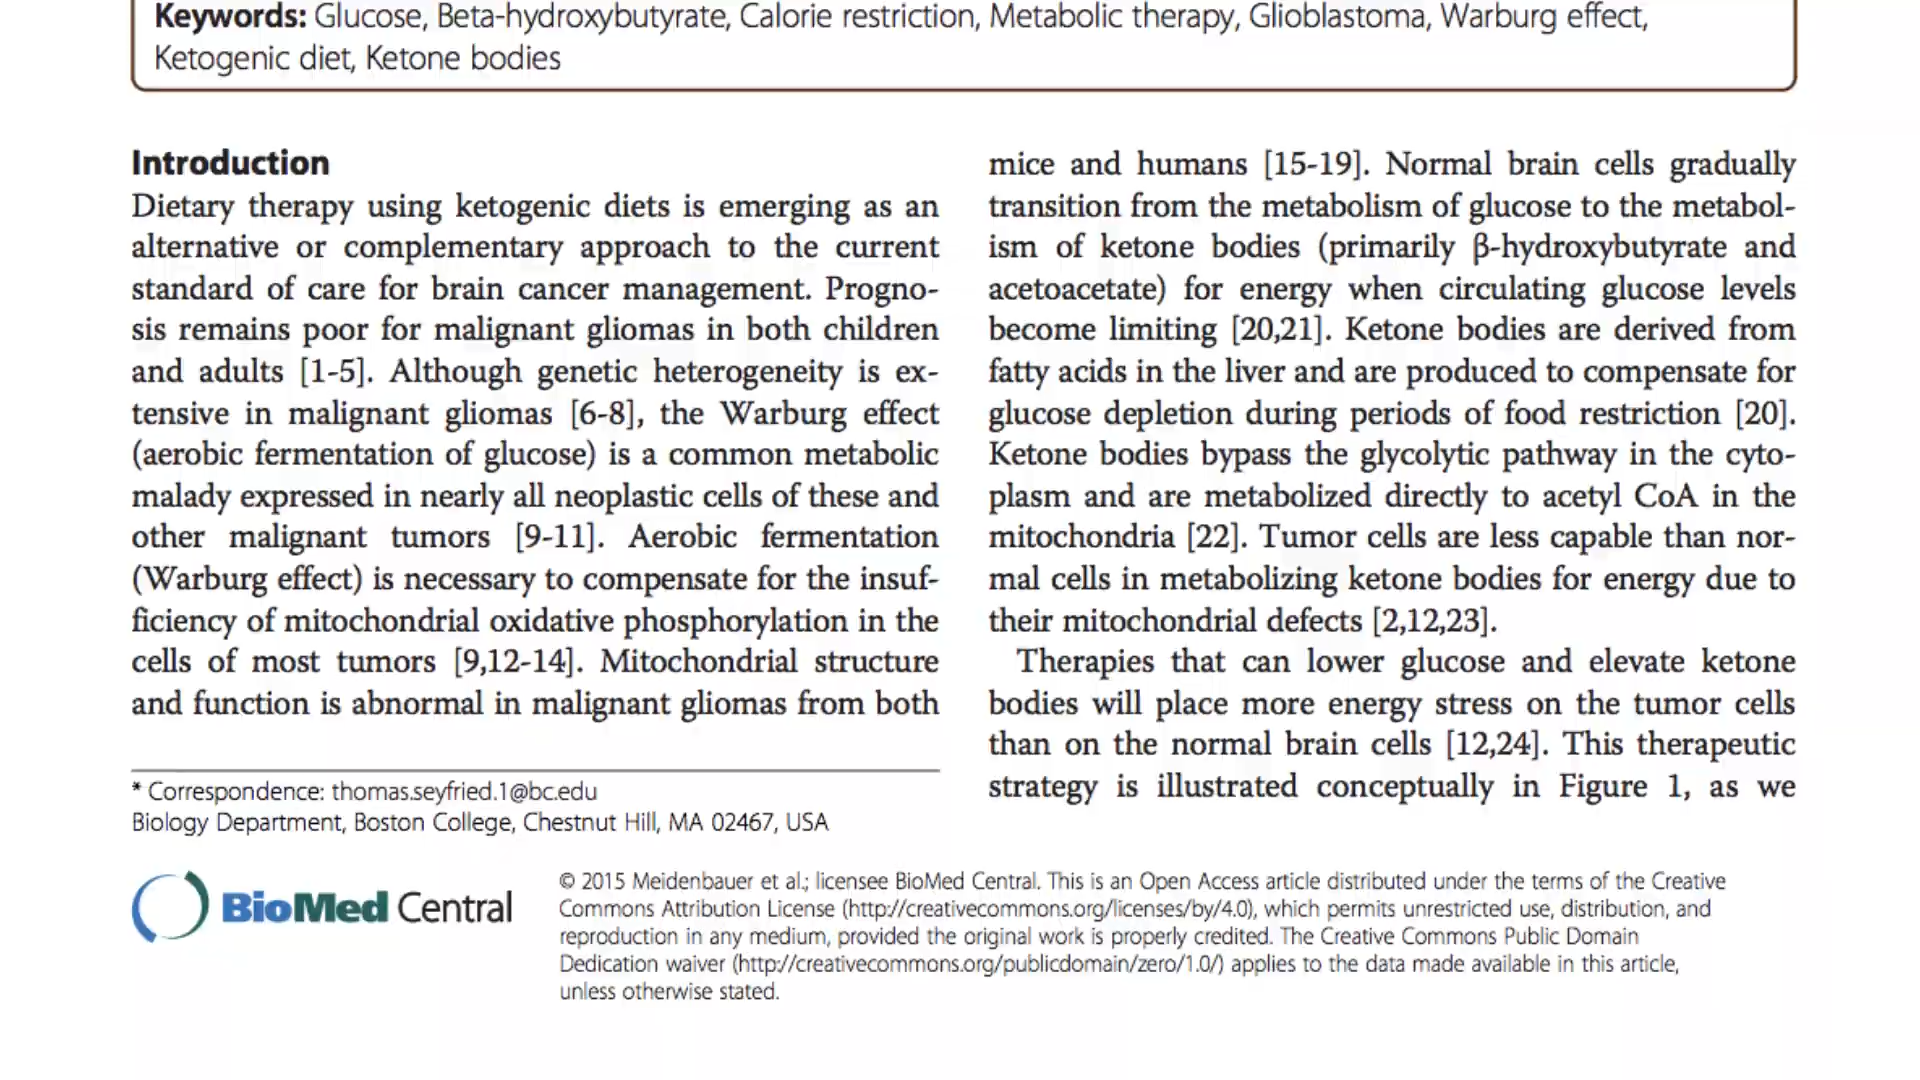 Keywords: Glucose, Beta-hydroxybutyrate, Calorie restriction, Metabolic therapy, Glioblastoma, Warburg effect,
Ketogenic diet, Ketone bodies
Introduction
Dietary therapy using ketogenic diets is emerging as an
alternative or complementary approach to the current
standard of care for brain cancer management. Progno-
sis remains poor for malignant gliomas in both children
and adults [1-5]. Although genetic heterogeneity is ex-
tensive in malignant gliomas [6-8], the Warburg effect
(aerobic fermentation of glucose) is a common metabolic
malady expressed in nearly all neoplastic cells of these and
other malignant tumors [9-11]. Aerobic fermentation
(Warburg effect) is necessary to compensate for the insuf-
ficiency of mitochondrial oxidative phosphorylation in the
cells of most tumors [9,12-14]. Mitochondrial structure
and function is abnormal in malignant gliomas from both
* Correspondence: thomas.seyfried.1@bc.edu
Biology Department, Boston College, Chestnut Hill, MA 02467, USA
mice and humans [15-19]. Normal brain cells gradually
transition from the metabolism of glucose to the metabol-
ism of ketone bodies (primarily β-hydroxybutyrate and
acetoacetate) for energy when circulating glucose levels
become limiting [20,21]. Ketone bodies are derived from
fatty acids in the liver and are produced to compensate for
glucose depletion during periods of food restriction [20].
Ketone bodies bypass the glycolytic pathway in the cyto-
plasm and are metabolized directly to acetyl CoA in the
mitochondria [22]. Tumor cells are less capable than nor-
mal cells in metabolizing ketone bodies for energy due to
their mitochondrial defects [2,12,23].
Therapies that can lower glucose and elevate ketone
bodies will place more energy stress on the tumor cells
than on the normal brain cells [12,24]. This therapeutic
strategy is illustrated conceptually in Figure 1, as we
BioMed Central
© 2015 Meidenbauer et al.; licensee BioMed Central. This is an Open Access article distributed under the terms of the Creative
Commons Attribution License (http://creativecommons.org/licenses/by/4.0), which permits unrestricted use, distribution, and
reproduction in any medium, provided the original work is properly credited. The Creative Commons Public Domain
Dedication waiver (http://creativecommons.org/publicdomain/zero/1.0/) applies to the data made available in this article,
unless otherwise stated.